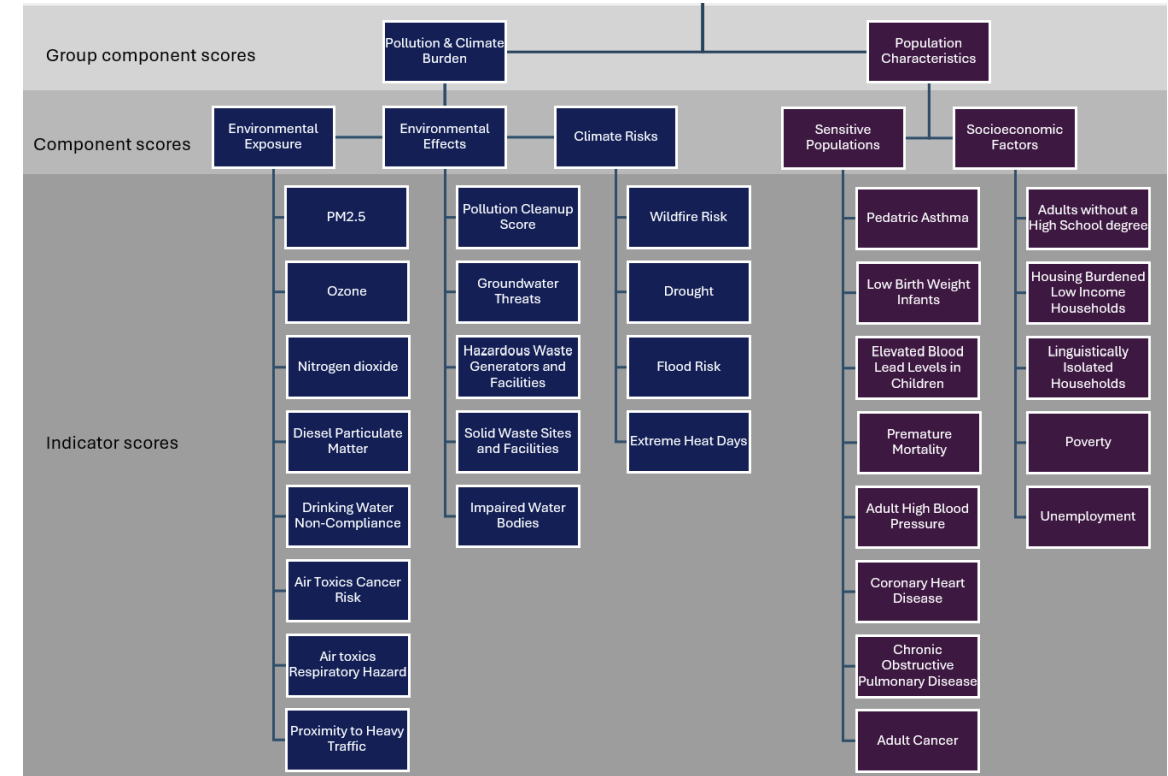 Group component scores
Pollution & Climate
Burden
Population
Characteristics
Component scores
Environmental
Exposure
Environmental
Effects
Climate Risks
Sensitive
Populations
Socioeconomic
Factors
Indicator scores
PM2.5
Ozone
Nitrogen dioxide
Diesel Particulate
Matter
Drinking Water
Non-Compliance
Air Toxics Cancer
Risk
Air toxics
Respiratory Hazard
Proximity to Heavy
Traffic
Pollution Cleanup
Score
Groundwater
Threats
Hazardous Waste
Generators and
Facilities
Solid Waste Sites
and Facilities
Impaired Water
Bodies
Wildfire Risk
Drought
Flood Risk
Extreme Heat Days
Pedatric Asthma
Low Birth Weight
Infants
Elevated Blood
Lead Levels in
Children
Premature
Mortality
Adult High Blood
Pressure
Coronary Heart
Disease
Chronic
Obstructive
Pulmonary Disease
Adult Cancer
Adults without a
High School degree
Housing Burdened
Low Income
Households
Linguistically
Isolated
Households
Poverty
Unemployment